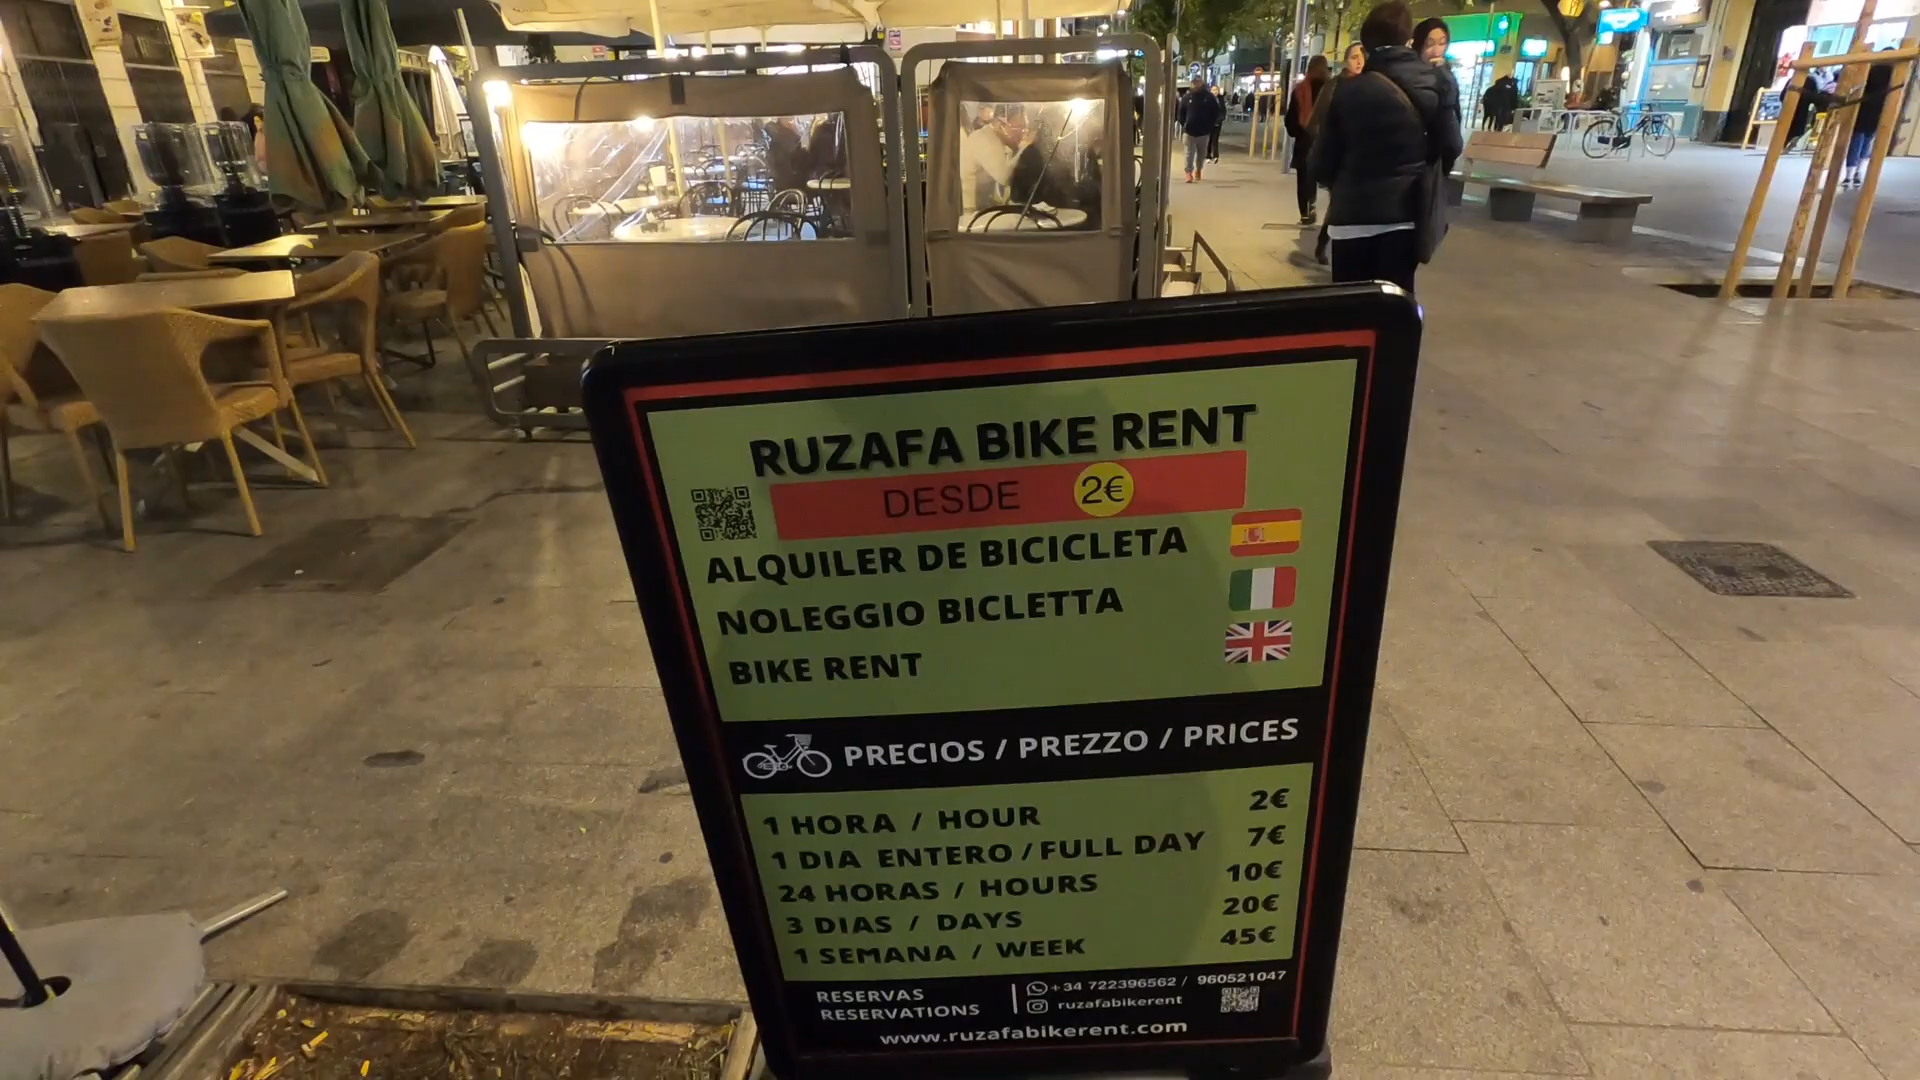 RUZAFA BIKE RENT
DESDE 2€
ALQUILER DE BICICLETA
NOLEGGIO BICLETTA
BIKE RENT
PRECIOS / PREZZO / PRICES
1 HORA / HOUR 2€
1 DIA ENTERO / FULL DAY 7€
24 HORAS / HOURS 10€
3 DIAS / DAYS 20€
1 SEMANA / WEEK 45€
RESERVAS
RESERVATIONS
+34 722396562 / 960521047
ruzafabikerent
www.ruzafabikerent.com